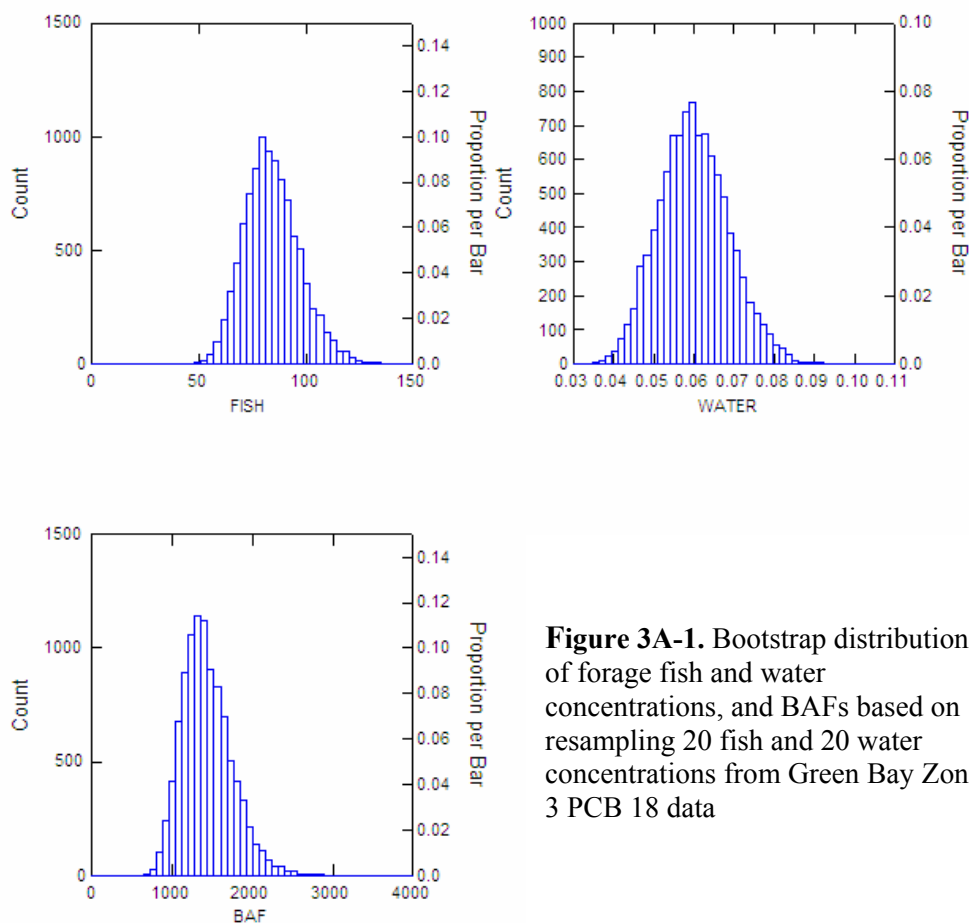 1500
1000
500
0
Count
0.14
0.12
0.10
0.08
0.06
0.04
0.02
0.0
Proportion per Bar
0 50 100 150
FISH
1000
900
800
700
600
500
400
300
200
100
0
Count
0.10
0.08
0.06
0.04
0.02
0.0
Proportion per Bar
0.03 0.04 0.05 0.06 0.07 0.08 0.09 0.10 0.11
WATER
1500
1000
500
0
Count
0.14
0.12
0.10
0.08
0.06
0.04
0.02
0.0
Proportion per Bar
0 1000 2000 3000 4000
BAF
Figure 3A-1. Bootstrap distribution
of forage fish and water
concentrations, and BAFs based on
resampling 20 fish and 20 water
concentrations from Green Bay Zon
3 PCB 18 data